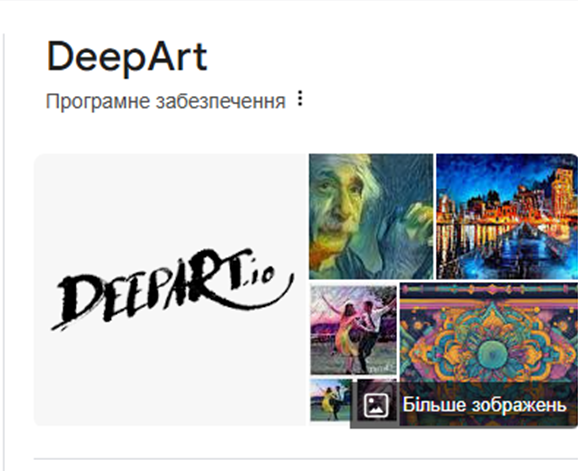 DeepArt
Програмне забезпечення
DEEPART.io
Більше зображень